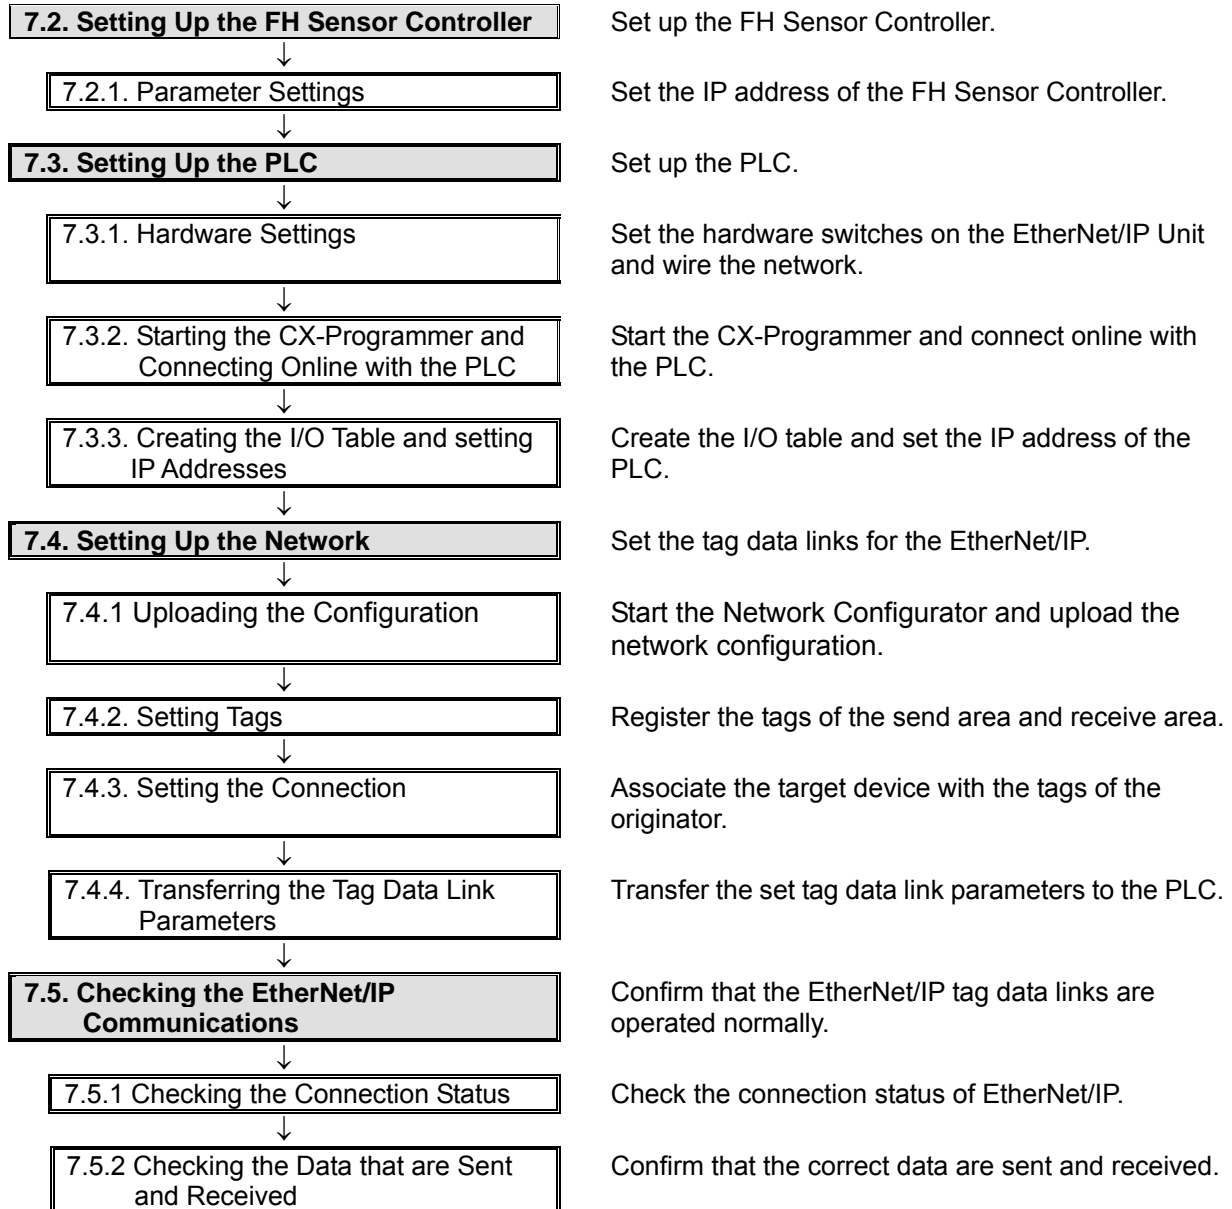 7.2. Setting Up the FH Sensor Controller
Set up the FH Sensor Controller.
↓
7.2.1. Parameter Settings
Set the IP address of the FH Sensor Controller.
↓
7.3. Setting Up the PLC
Set up the PLC.
↓
7.3.1. Hardware Settings
Set the hardware switches on the EtherNet/IP Unit
and wire the network.
↓
7.3.2. Starting the CX-Programmer and
Connecting Online with the PLC
Start the CX-Programmer and connect online with
the PLC.
↓
7.3.3. Creating the I/O Table and setting
IP Addresses
Create the I/O table and set the IP address of the
PLC.
↓
7.4. Setting Up the Network
Set the tag data links for the EtherNet/IP.
↓
7.4.1 Uploading the Configuration
Start the Network Configurator and upload the
network configuration.
↓
7.4.2. Setting Tags
Register the tags of the send area and receive area.
↓
7.4.3. Setting the Connection
Associate the target device with the tags of the
originator.
↓
7.4.4. Transferring the Tag Data Link
Parameters
Transfer the set tag data link parameters to the PLC.
↓
7.5. Checking the EtherNet/IP
Communications
Confirm that the EtherNet/IP tag data links are
operated normally.
↓
7.5.1 Checking the Connection Status
Check the connection status of EtherNet/IP.
↓
7.5.2 Checking the Data that are Sent
and Received
Confirm that the correct data are sent and received.